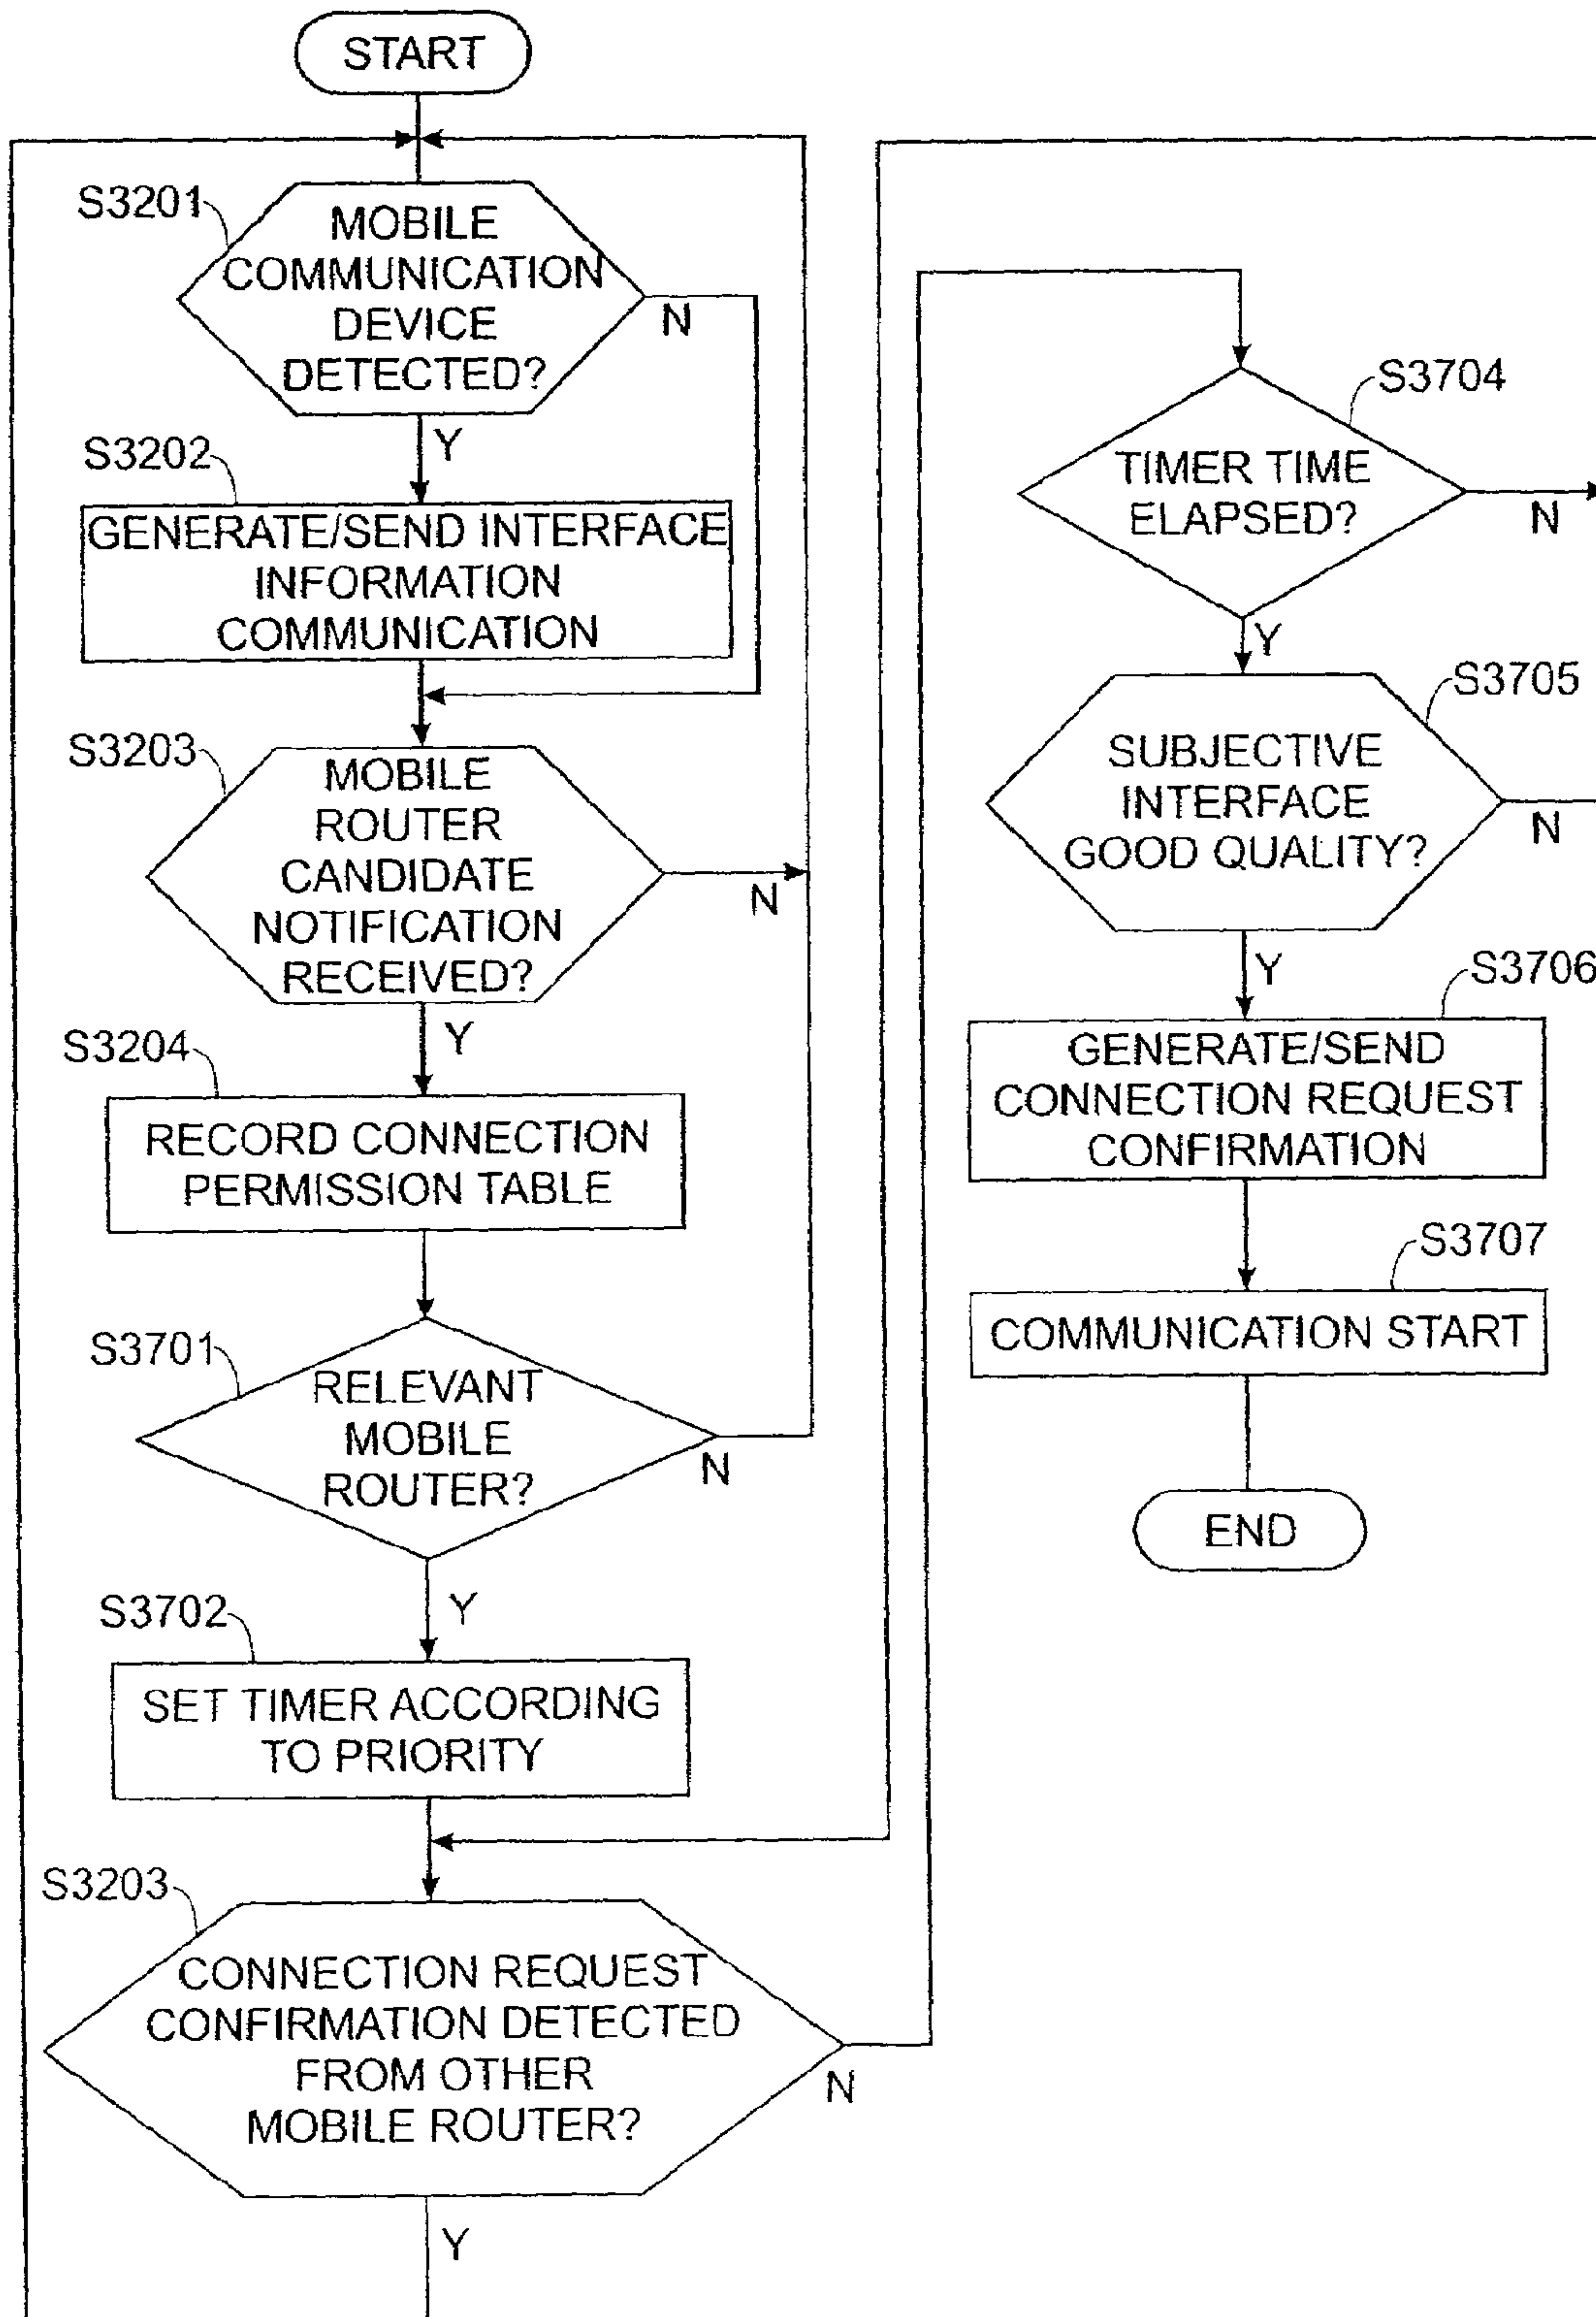 START
S3201
MOBILE
COMMUNICATION
DEVICE
DETECTED?
N
Y
S3202
GENERATE/SEND INTERFACE
INFORMATION
COMMUNICATION
S3203
MOBILE
ROUTER
CANDIDATE
NOTIFICATION
RECEIVED?
N
Y
S3204
RECORD CONNECTION
PERMISSION TABLE
S3701
RELEVANT
MOBILE
ROUTER?
N
Y
S3702
SET TIMER ACCORDING
TO PRIORITY
S3203
CONNECTION REQUEST
CONFIRMATION DETECTED
FROM OTHER
MOBILE ROUTER?
N
Y
S3704
TIMER TIME
ELAPSED?
N
Y
S3705
SUBJECTIVE
INTERFACE
GOOD QUALITY?
N
Y
S3706
GENERATE/SEND
CONNECTION REQUEST
CONFIRMATION
S3707
COMMUNICATION START
END